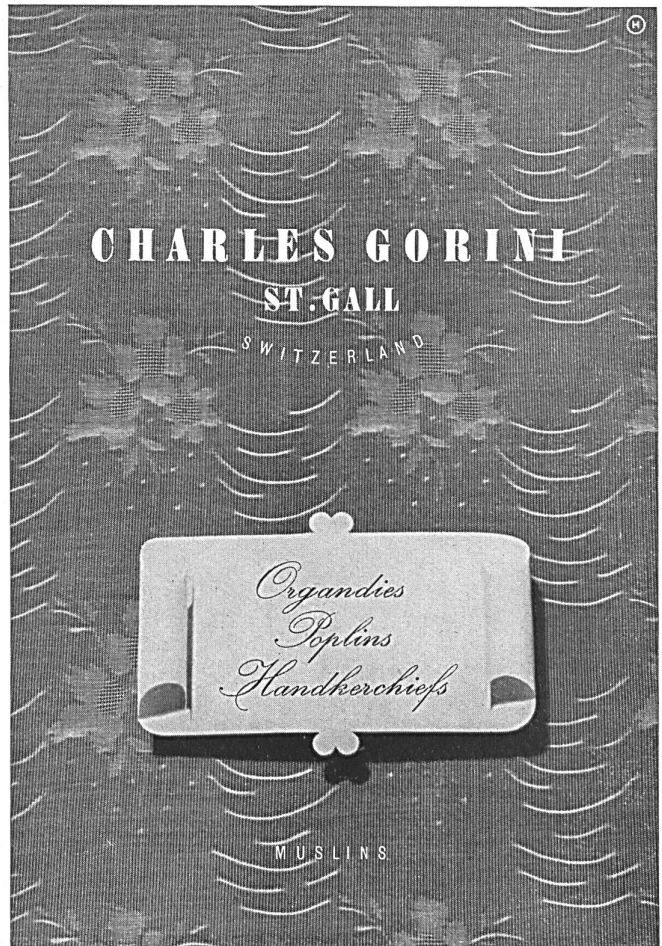 H
CHARLES GORINI
ST. GALL
SWITZERLAND
Organdies
Poplins
Handkerchiefs
MUSLINS